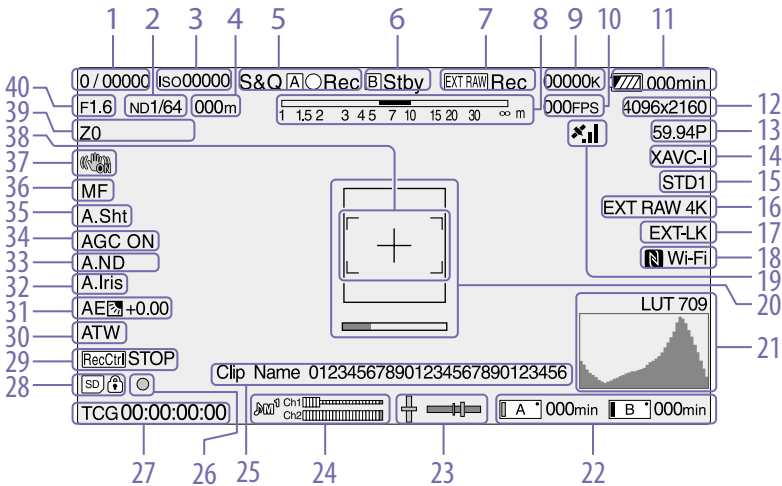 1 2 3 4 5 6 7 8 9 10 11
0 / 00000 ISO00000 S&Q A Rec B Stby EXT RAW Rec 00000K 000min
40 F1.6 ND1/64 000m 1 1.5 2 3 4 5 7 10 15 20 30 ∞ m 000FPS 4096x2160 12
39 Z0 59.94P 13
38 XAVC-I 14
37 ON STD1 15
36 MF EXT RAW 4K 16
35 A.Sht EXT-LK 17
34 AGC ON N Wi-Fi 18
33 A.ND 19
32 A.Iris LUT 709 20
31 AE +0.00 21
30 ATW
29 RecCtrl STOP
28 SD Clip Name 012345678901234567890123456
TCG 00:00:00:00 M 1 Ch1 Ch2 A 000min B 000min
27 26 25 24 23 22